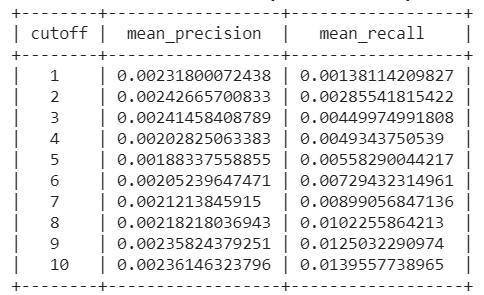 +--------+------------------+------------------+
| cutoff | mean_precision | mean_recall |
+--------+------------------+------------------+
| 1 | 0.00231800072438 | 0.00138114209827 |
| 2 | 0.00242665700833 | 0.00285541815422 |
| 3 | 0.00241458408789 | 0.00449974991808 |
| 4 | 0.00202825063383 | 0.0049343750539 |
| 5 | 0.00188337558855 | 0.00558290044217 |
| 6 | 0.00205239647471 | 0.00729432314961 |
| 7 | 0.0021213845915 | 0.00899056847136 |
| 8 | 0.00218218036943 | 0.0102255864213 |
| 9 | 0.00235824379251 | 0.0125032290974 |
| 10 | 0.00236146323796 | 0.0139557738965 |
+--------+------------------+------------------+